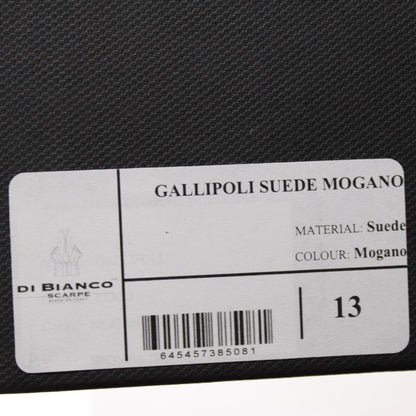 GALLIPOLI SUEDE MOGANO
MATERIAL: Suede
COLOUR: Mogano
DI BIANCO
SCARPE
13
645457385081